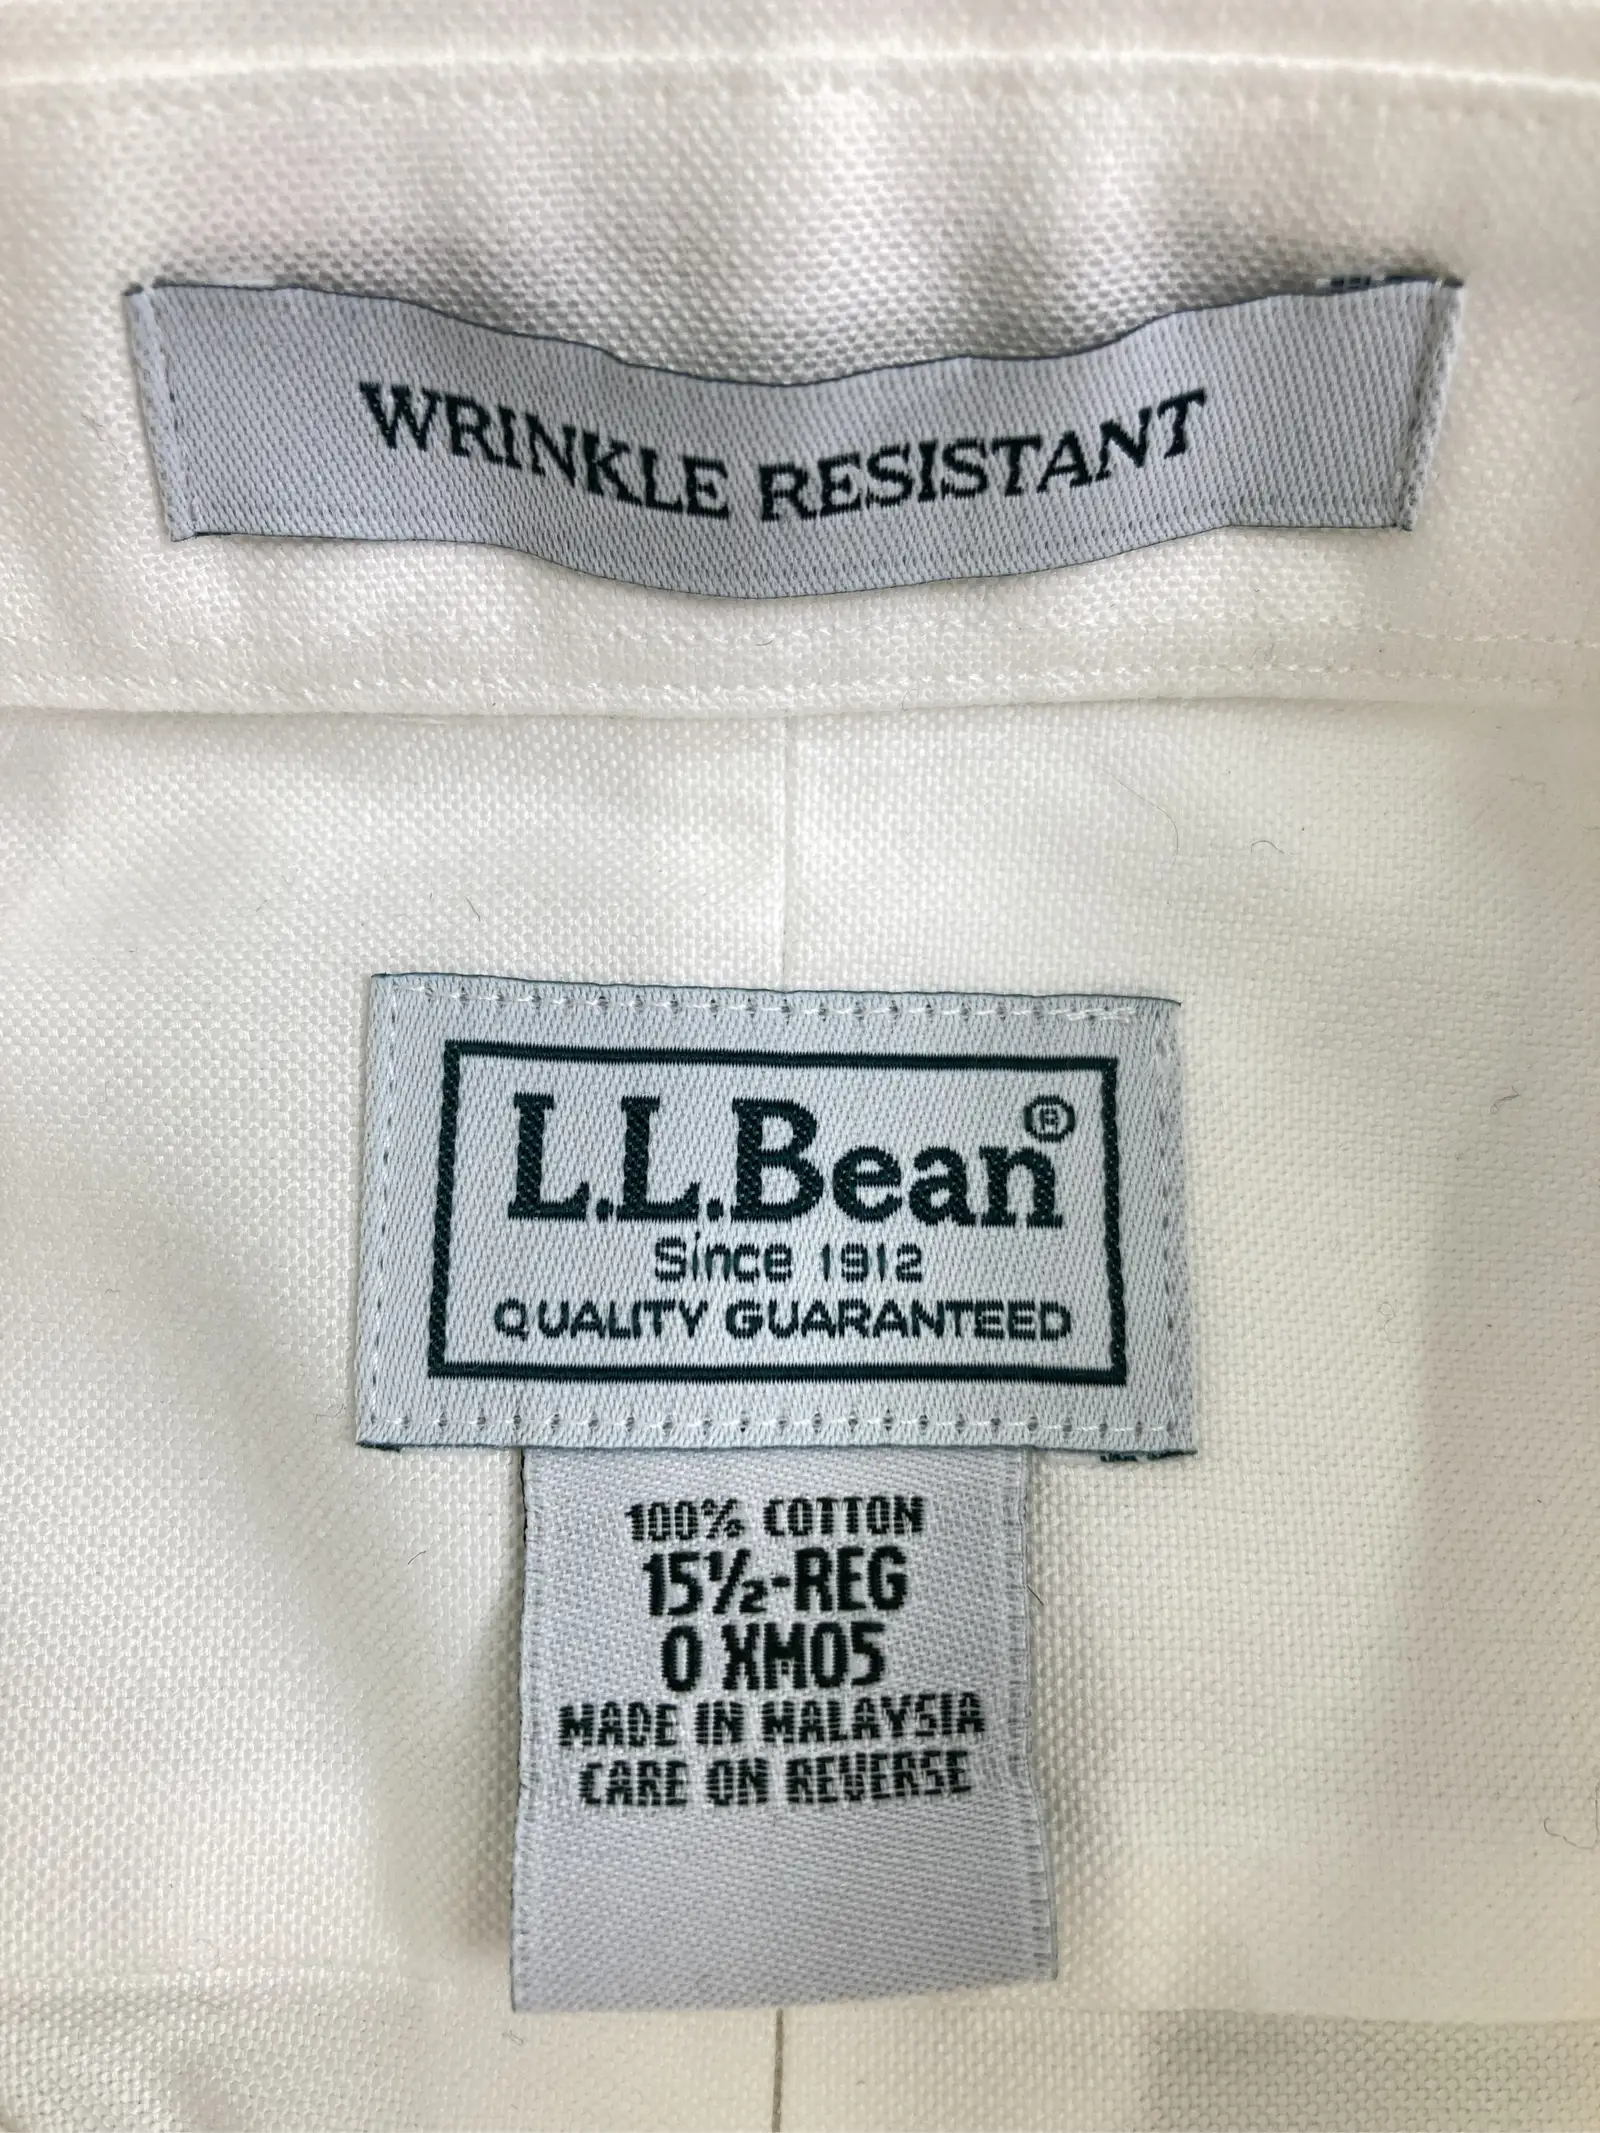 WRINKLE RESISTANT
L.L.Bean®
Since 1912
QUALITY GUARANTEED
100% COTTON
15½-REG
0 XM05
MADE IN MALAYSIA
CARE ON REVERSE